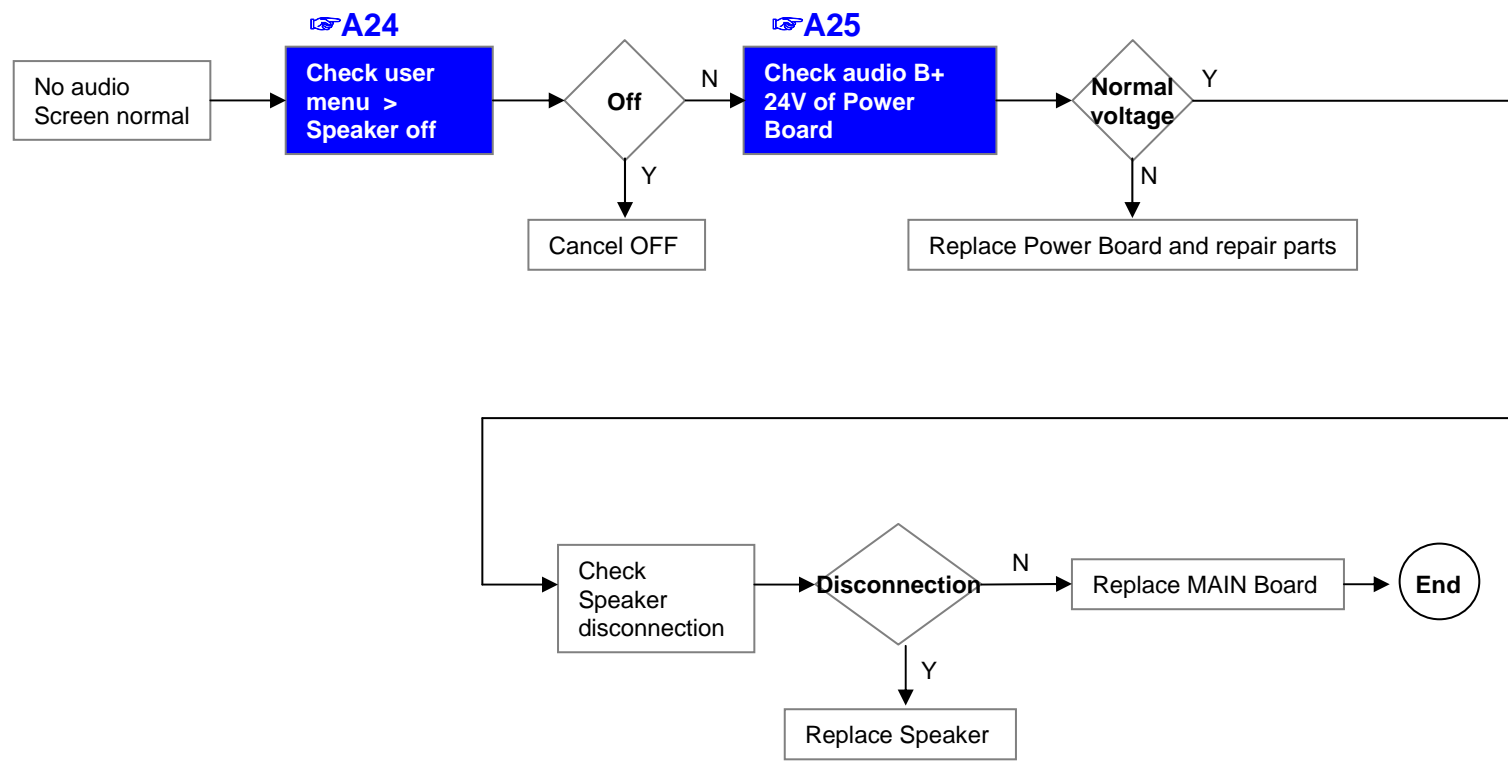 ☞A24
☞A25
No audio
Screen normal
Check user
menu >
Speaker off
Off
N
Y
Cancel OFF
Check audio B+
24V of Power
Board
Normal
voltage
Y
N
Replace Power Board and repair parts
Check
Speaker
disconnection
Disconnection
N
Y
Replace Speaker
Replace MAIN Board
End